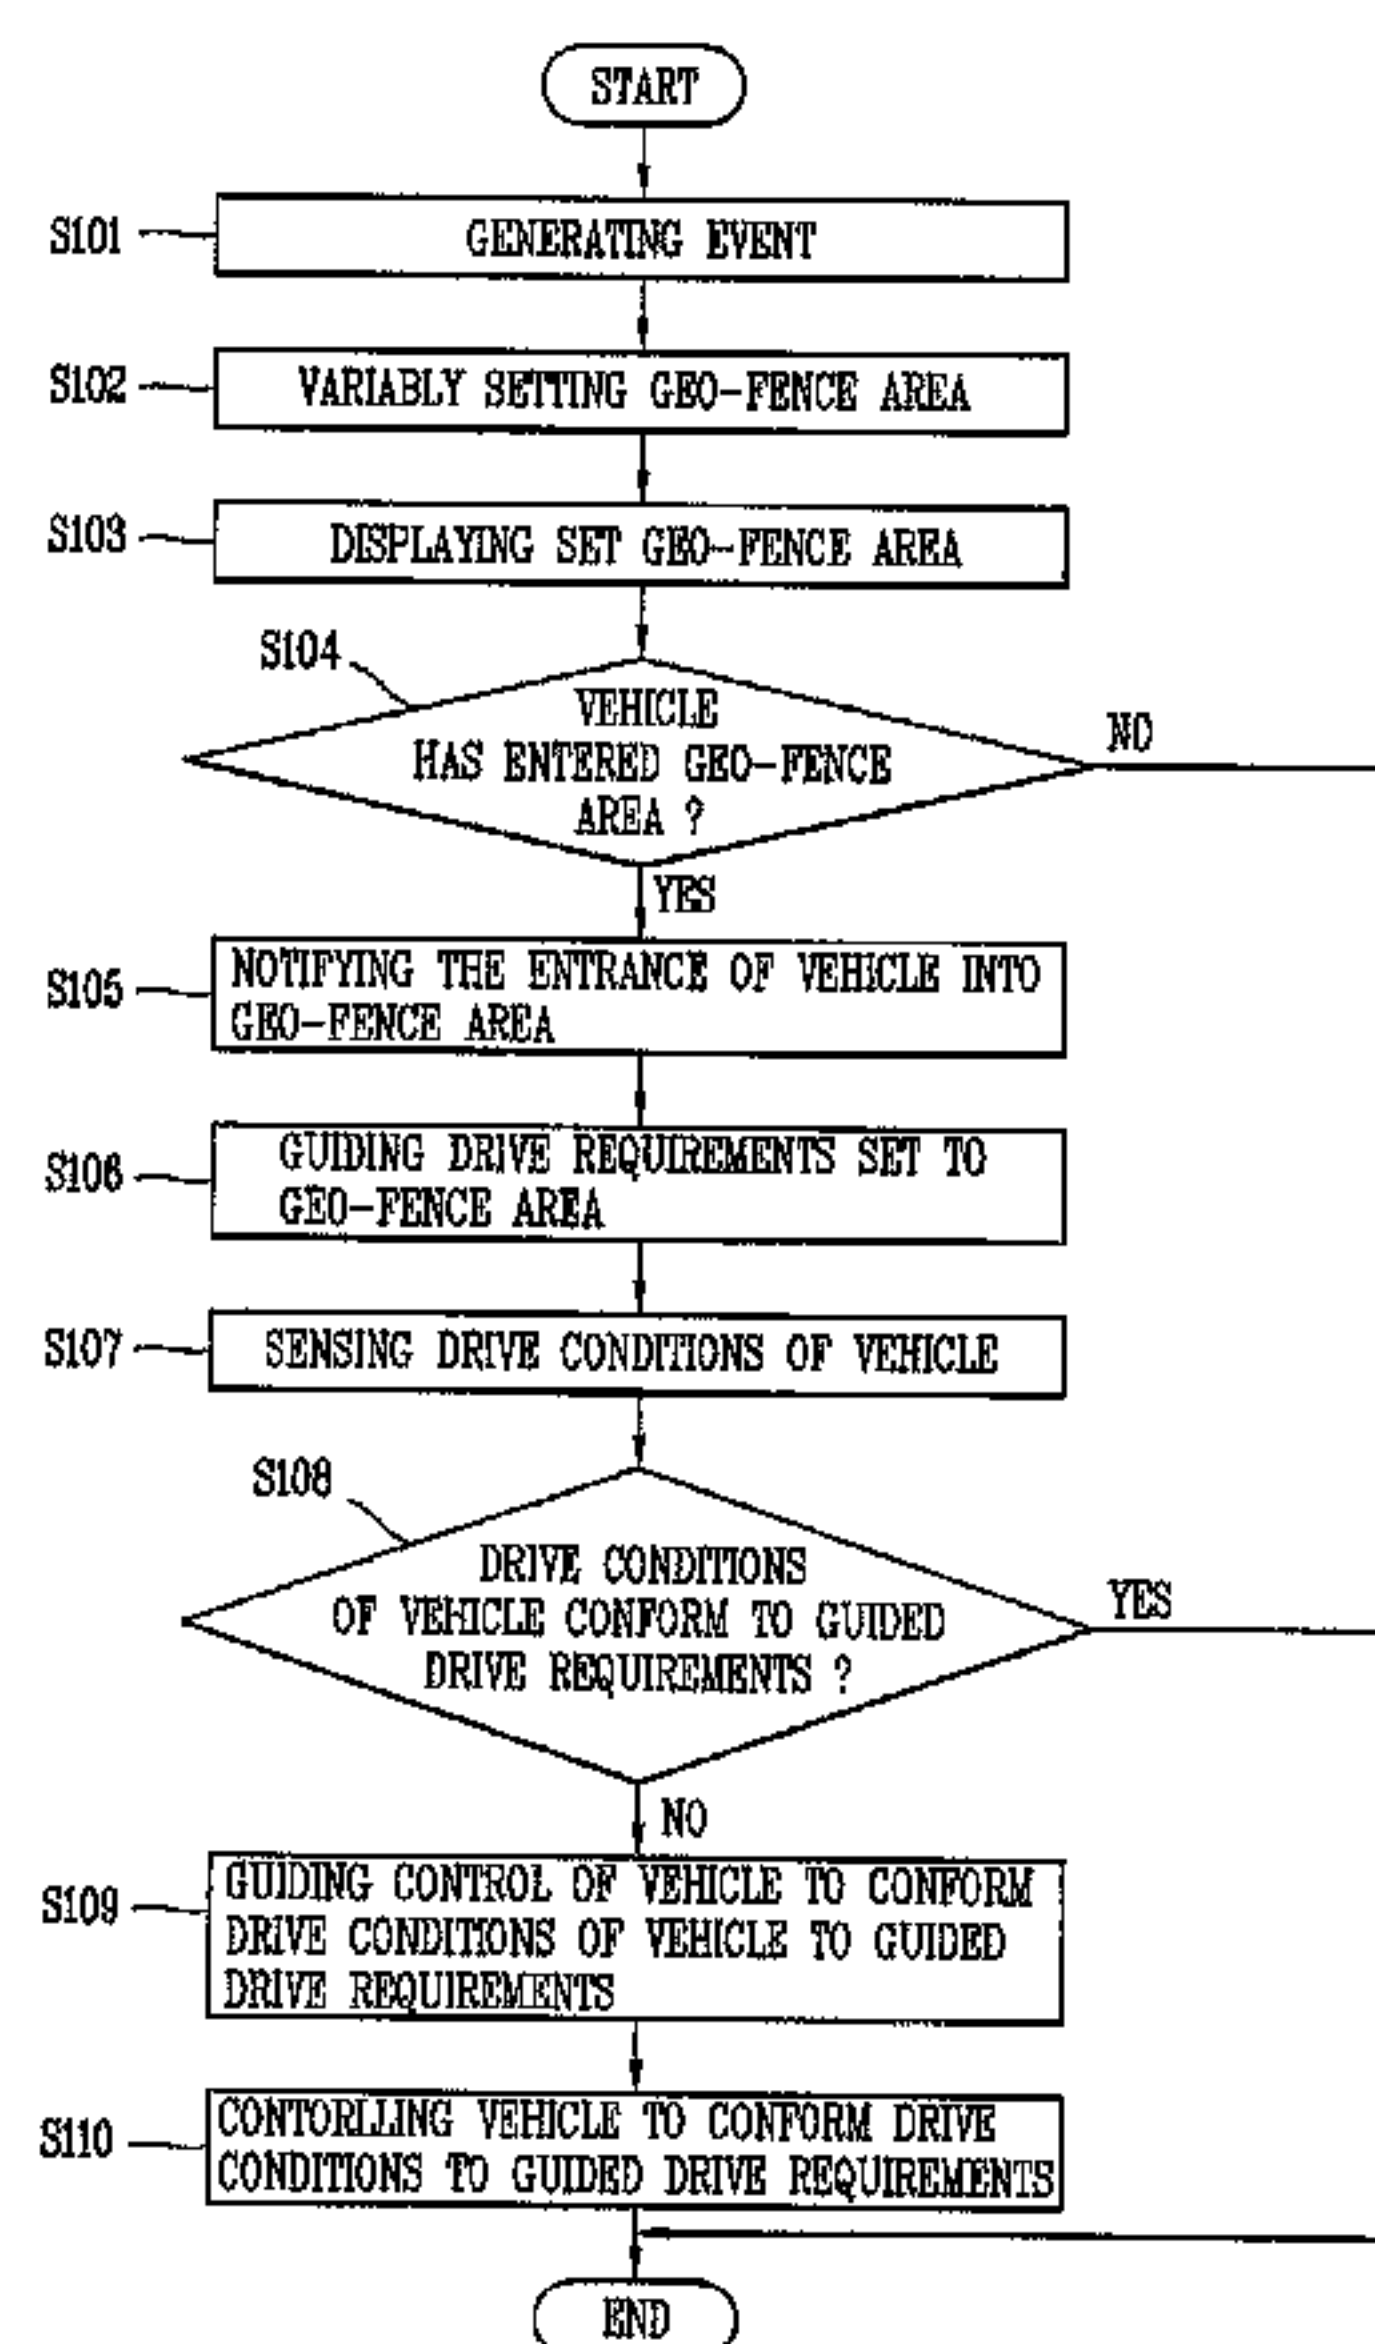 START
S101
GENERATING EVENT
S102
VARIABLY SETTING GEO-FENCE AREA
S103
DISPLAYING SET GEO-FENCE AREA
S104
VEHICLE
HAS ENTERED GEO-FENCE
AREA ?
NO
YES
S105
NOTIFYING THE ENTRANCE OF VEHICLE INTO
GEO-FENCE AREA
S106
GUIDING DRIVE REQUIREMENTS SET TO
GEO-FENCE AREA
S107
SENSING DRIVE CONDITIONS OF VEHICLE
S108
DRIVE CONDITIONS
OF VEHICLE CONFORM TO GUIDED
DRIVE REQUIREMENTS ?
YES
NO
S109
GUIDING CONTROL OF VEHICLE TO CONFORM
DRIVE CONDITIONS OF VEHICLE TO GUIDED
DRIVE REQUIREMENTS
S110
CONTORLLING VEHICLE TO CONFORM DRIVE
CONDITIONS TO GUIDED DRIVE REQUIREMENTS
END